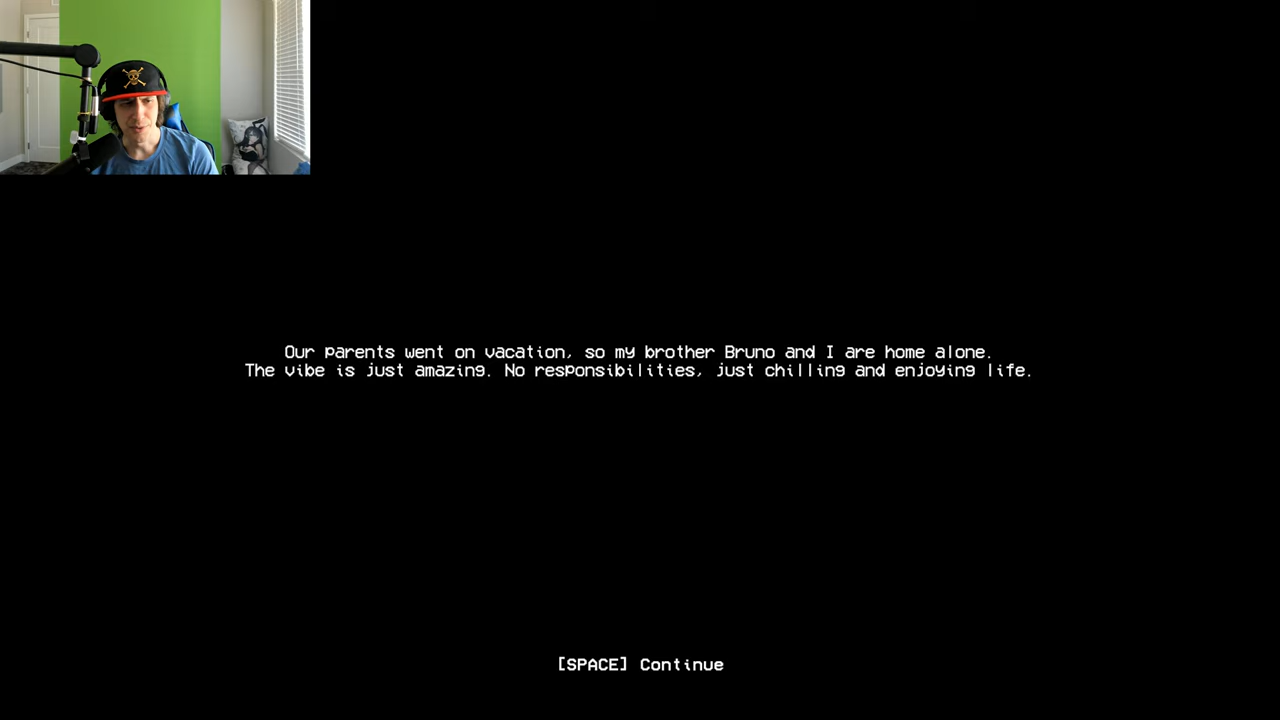 Our parents went on vacation, so my brother Bruno and I are home alone.
The vibe is just amazing. No responsibilities, just chilling and enjoying life.
[SPACE] Continue